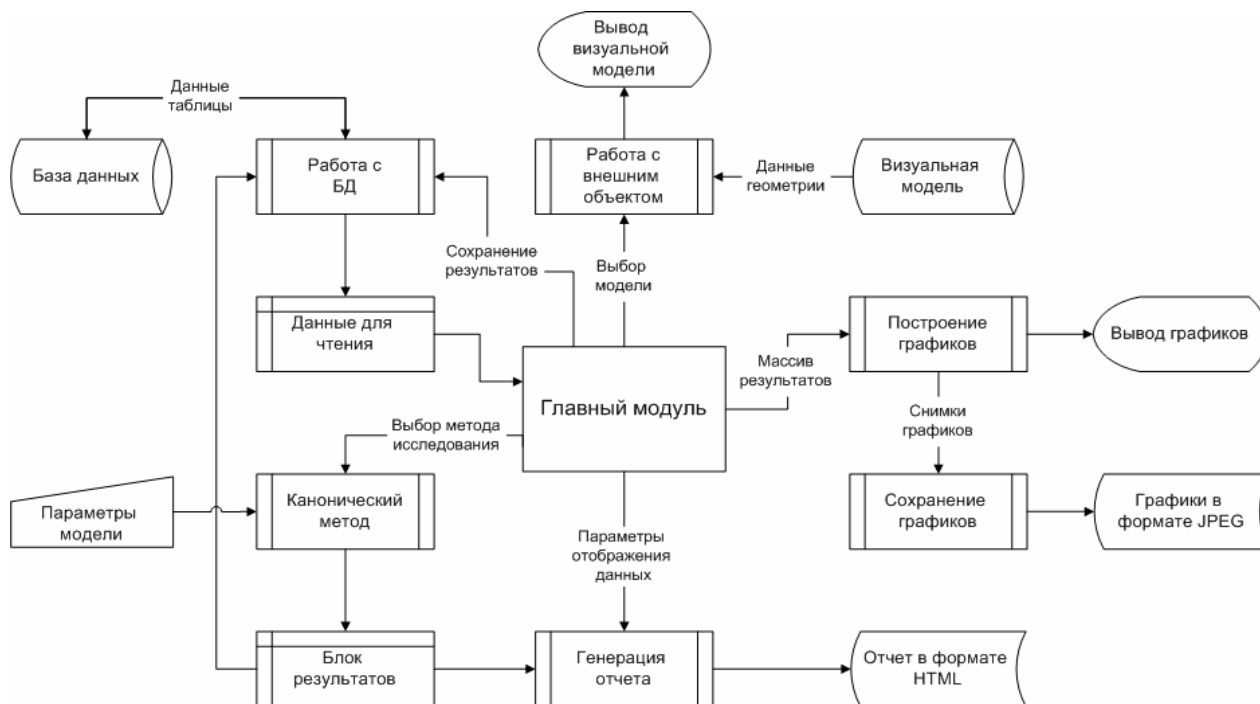 Вывод
визуальной
модели
Данные
таблицы
База данных
Работа с
БД
Работа с
внешним
объектом
Данные
геометрии
Визуальная
модель
Сохранение
результатов
Выбор
модели
Данные для
чтения
Построение
графиков
Вывод графиков
Массив
результатов
Главный модуль
Снимки
графиков
Выбор метода
исследования
Параметры
модели
Канонический
метод
Сохранение
графиков
Графики в
формате JPEG
Параметры
отображения
данных
Блок
результатов
Генерация
отчета
Отчет в формате
HTML